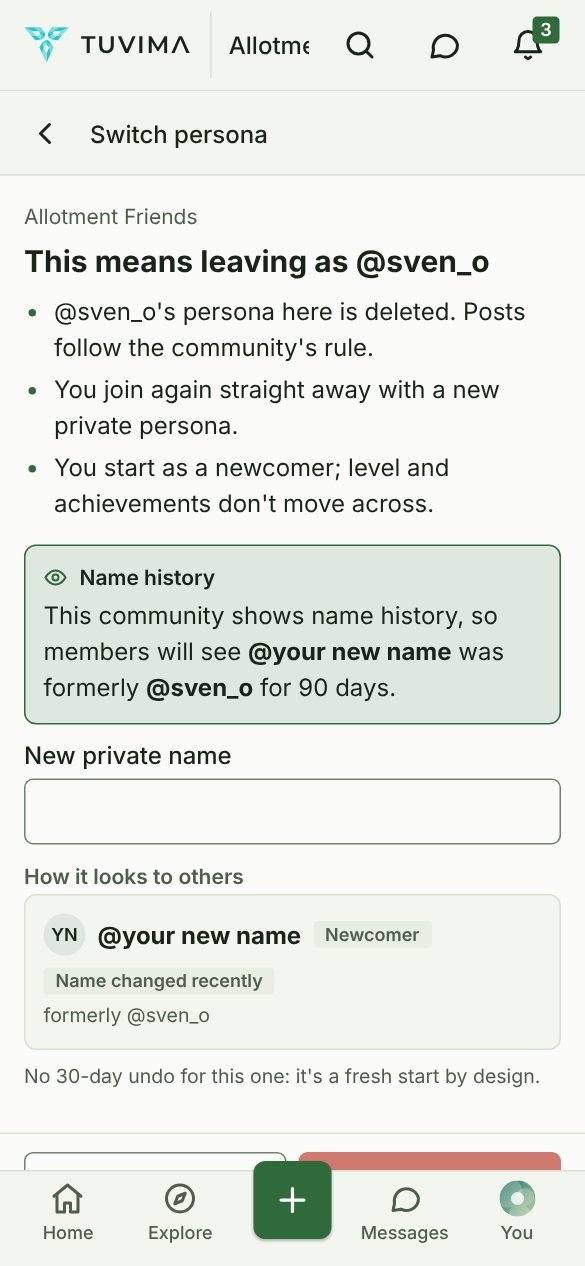 TUVIMA
Allotme
3
Switch persona
Allotment Friends
This means leaving as @sven_o
• @sven_o's persona here is deleted. Posts
follow the community's rule.
• You join again straight away with a new
private persona.
• You start as a newcomer; level and
achievements don't move across.
Name history
This community shows name history, so
members will see @your new name was
formerly @sven_o for 90 days.
New private name
How it looks to others
YN @your new name Newcomer
Name changed recently
formerly @sven_o
No 30-day undo for this one: it's a fresh start by design.
Home Explore Messages You